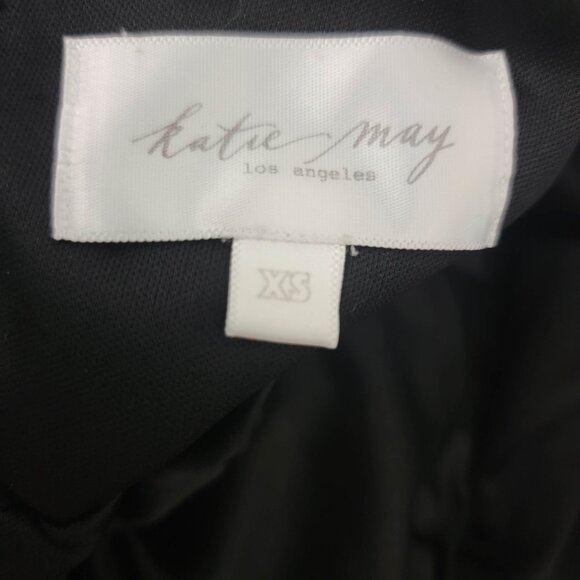 katie may
los angeles
XS